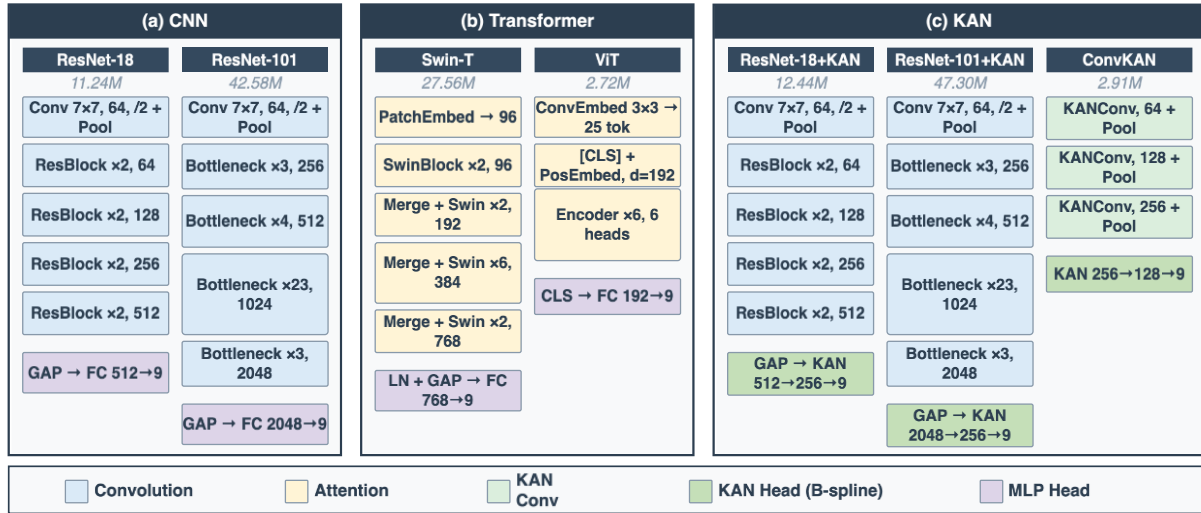 (a) CNN
ResNet-18
11.24M
Conv 7×7, 64, /2 +
Pool
ResBlock ×2, 64
ResBlock ×2, 128
ResBlock ×2, 256
ResBlock ×2, 512
GAP → FC 512→9
ResNet-101
42.58M
Conv 7×7, 64, /2 +
Pool
Bottleneck ×3, 256
Bottleneck ×4, 512
Bottleneck ×23,
1024
Bottleneck ×3,
2048
GAP → FC 2048→9
(b) Transformer
Swin-T
27.56M
PatchEmbed → 96
SwinBlock ×2, 96
Merge + Swin ×2,
192
Merge + Swin ×6,
384
Merge + Swin ×2,
768
LN + GAP → FC
768→9
ViT
2.72M
ConvEmbed 3×3 →
25 tok
[CLS] +
PosEmbed, d=192
Encoder ×6, 6
heads
CLS → FC 192→9
(c) KAN
ResNet-18+KAN
12.44M
Conv 7×7, 64, /2 +
Pool
ResBlock ×2, 64
ResBlock ×2, 128
ResBlock ×2, 256
ResBlock ×2, 512
GAP → KAN
512→256→9
ResNet-101+KAN
47.30M
Conv 7×7, 64, /2 +
Pool
Bottleneck ×3, 256
Bottleneck ×4, 512
Bottleneck ×23,
1024
Bottleneck ×3,
2048
GAP → KAN
2048→256→9
ConvKAN
2.91M
KANConv, 64 +
Pool
KANConv, 128 +
Pool
KANConv, 256 +
Pool
KAN 256→128→9
Convolution
Attention
KAN
Conv
KAN Head (B-spline)
MLP Head